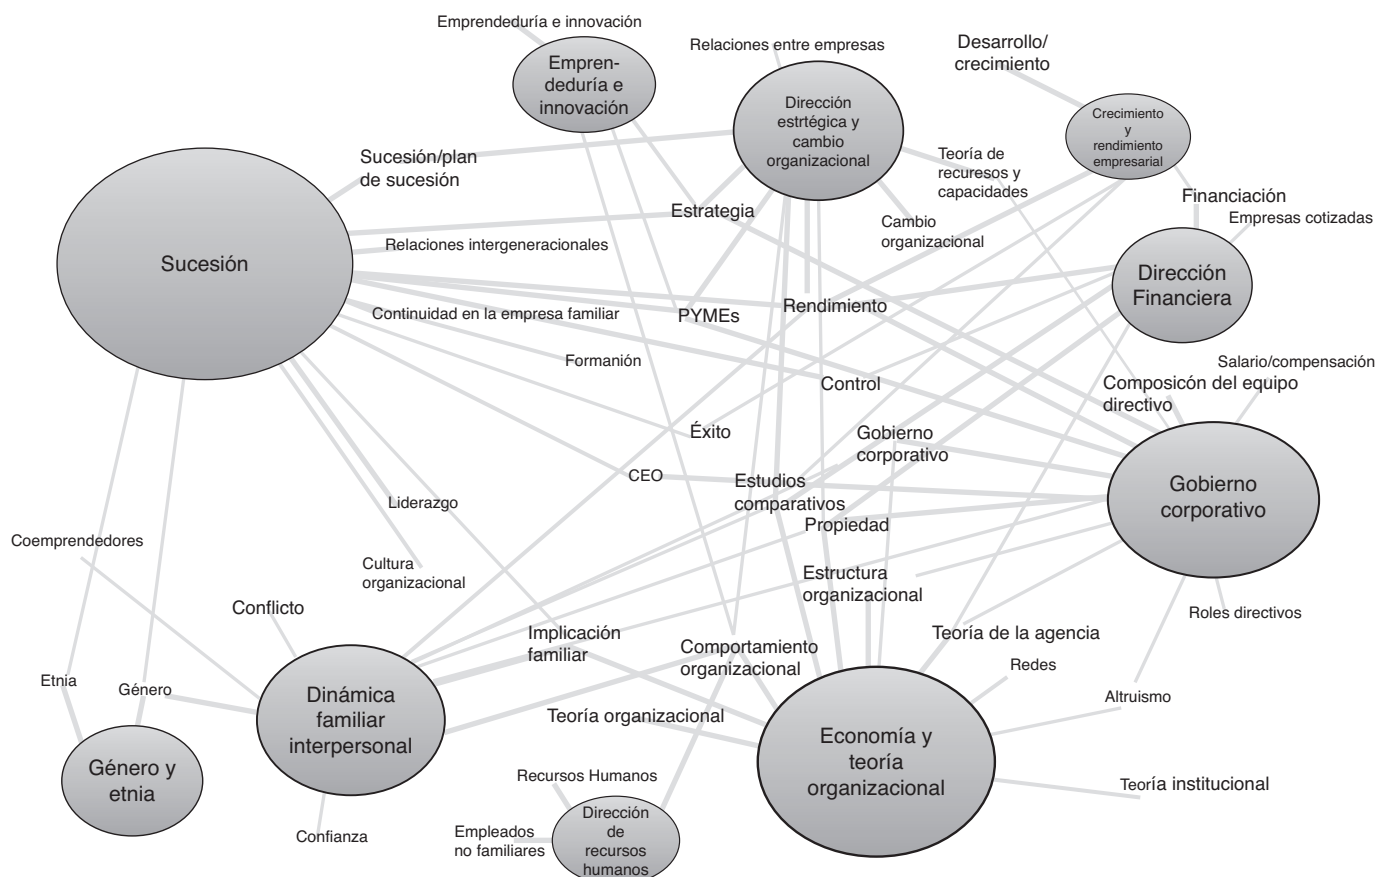 Emprendeduría e innovación
Empren-
deduría e
innovación
Relaciones entre empresas
Dirección
estrtégica y
cambio
organizacional
Desarrollo/
crecimiento
Crecimiento
y
rendimiento
empresarial
Sucesión/plan
de sucesión
Teoría de
recuresos y
capacidades
Financiación
Empresas cotizadas
Estrategia
Cambio
organizacional
Relaciones intergeneracionales
Sucesión
Dirección
Financiera
Continuidad en la empresa familiar
PYMEs
Rendimiento
Formanión
Control
Salario/compensación
Composicón del equipo
directivo
Éxito
Gobierno
corporativo
CEO
Estudios
comparativos
Gobierno
corporativo
Liderazgo
Propiedad
Coemprendedores
Cultura
organizacional
Estructura
organizacional
Conflicto
Roles directivos
Implicación
familiar
Comportamiento
organizacional
Teoría de la agencia
Redes
Etnia
Género
Dinámica
familiar
interpersonal
Altruismo
Teoría organizacional
Economía y
teoría
organizacional
Género y
etnia
Recursos Humanos
Teoría institucional
Confianza
Empleados
no familiares
Dirección
de
recursos
humanos